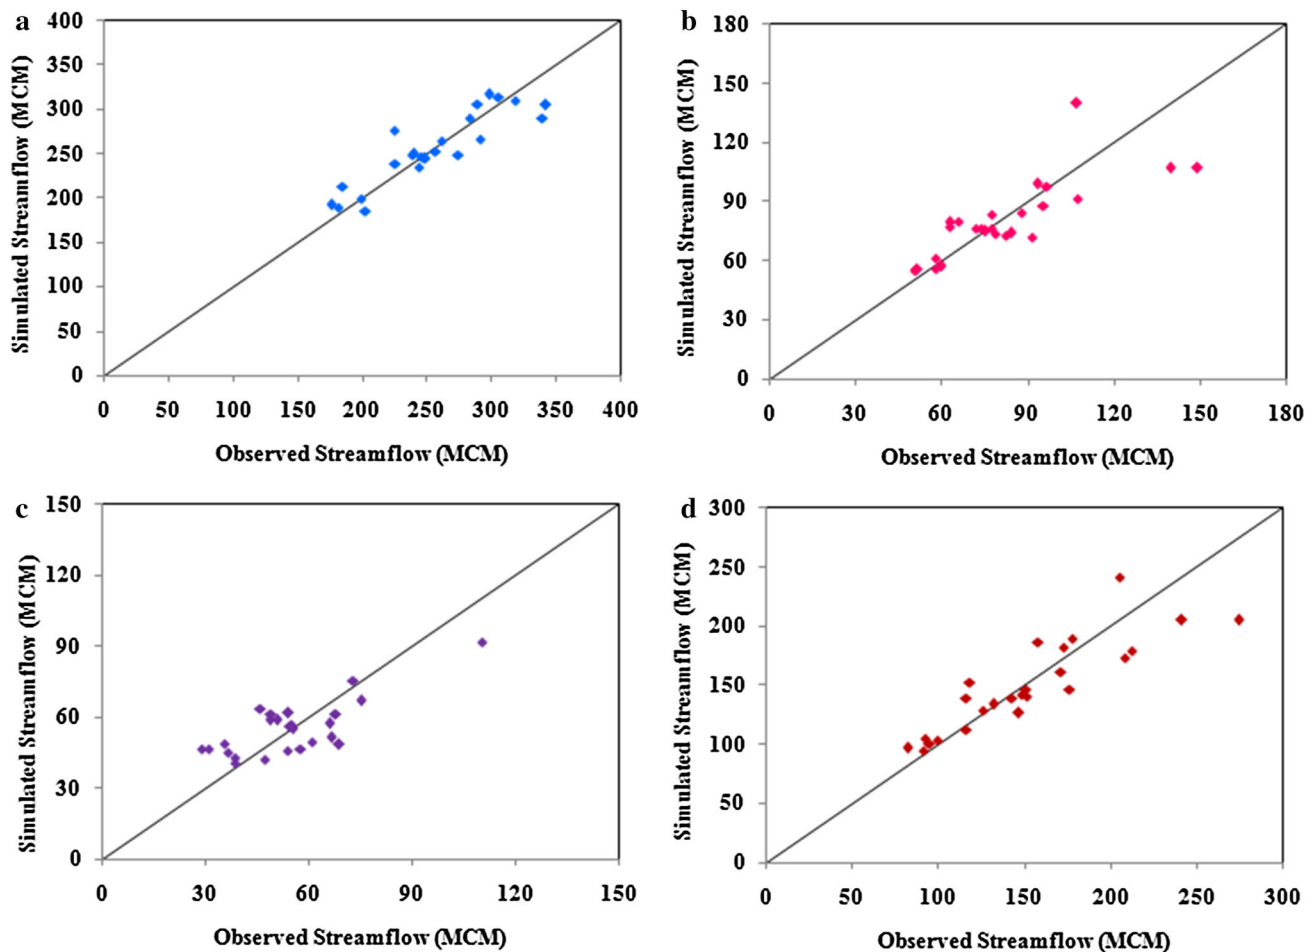 a
400
350
300
250
200
150
100
50
0
Simulated Streamflow (MCM)
0 50 100 150 200 250 300 350 400
Observed Streamflow (MCM)
b
180
150
120
90
60
30
0
Simulated Streamflow (MCM)
0 30 60 90 120 150 180
Observed Streamflow (MCM)
c
150
120
90
60
30
0
Simulated Streamflow (MCM)
0 30 60 90 120 150
Observed Streamflow (MCM)
d
300
250
200
150
100
50
0
Simulated Streamflow (MCM)
0 50 100 150 200 250 300
Observed Streamflow (MCM)